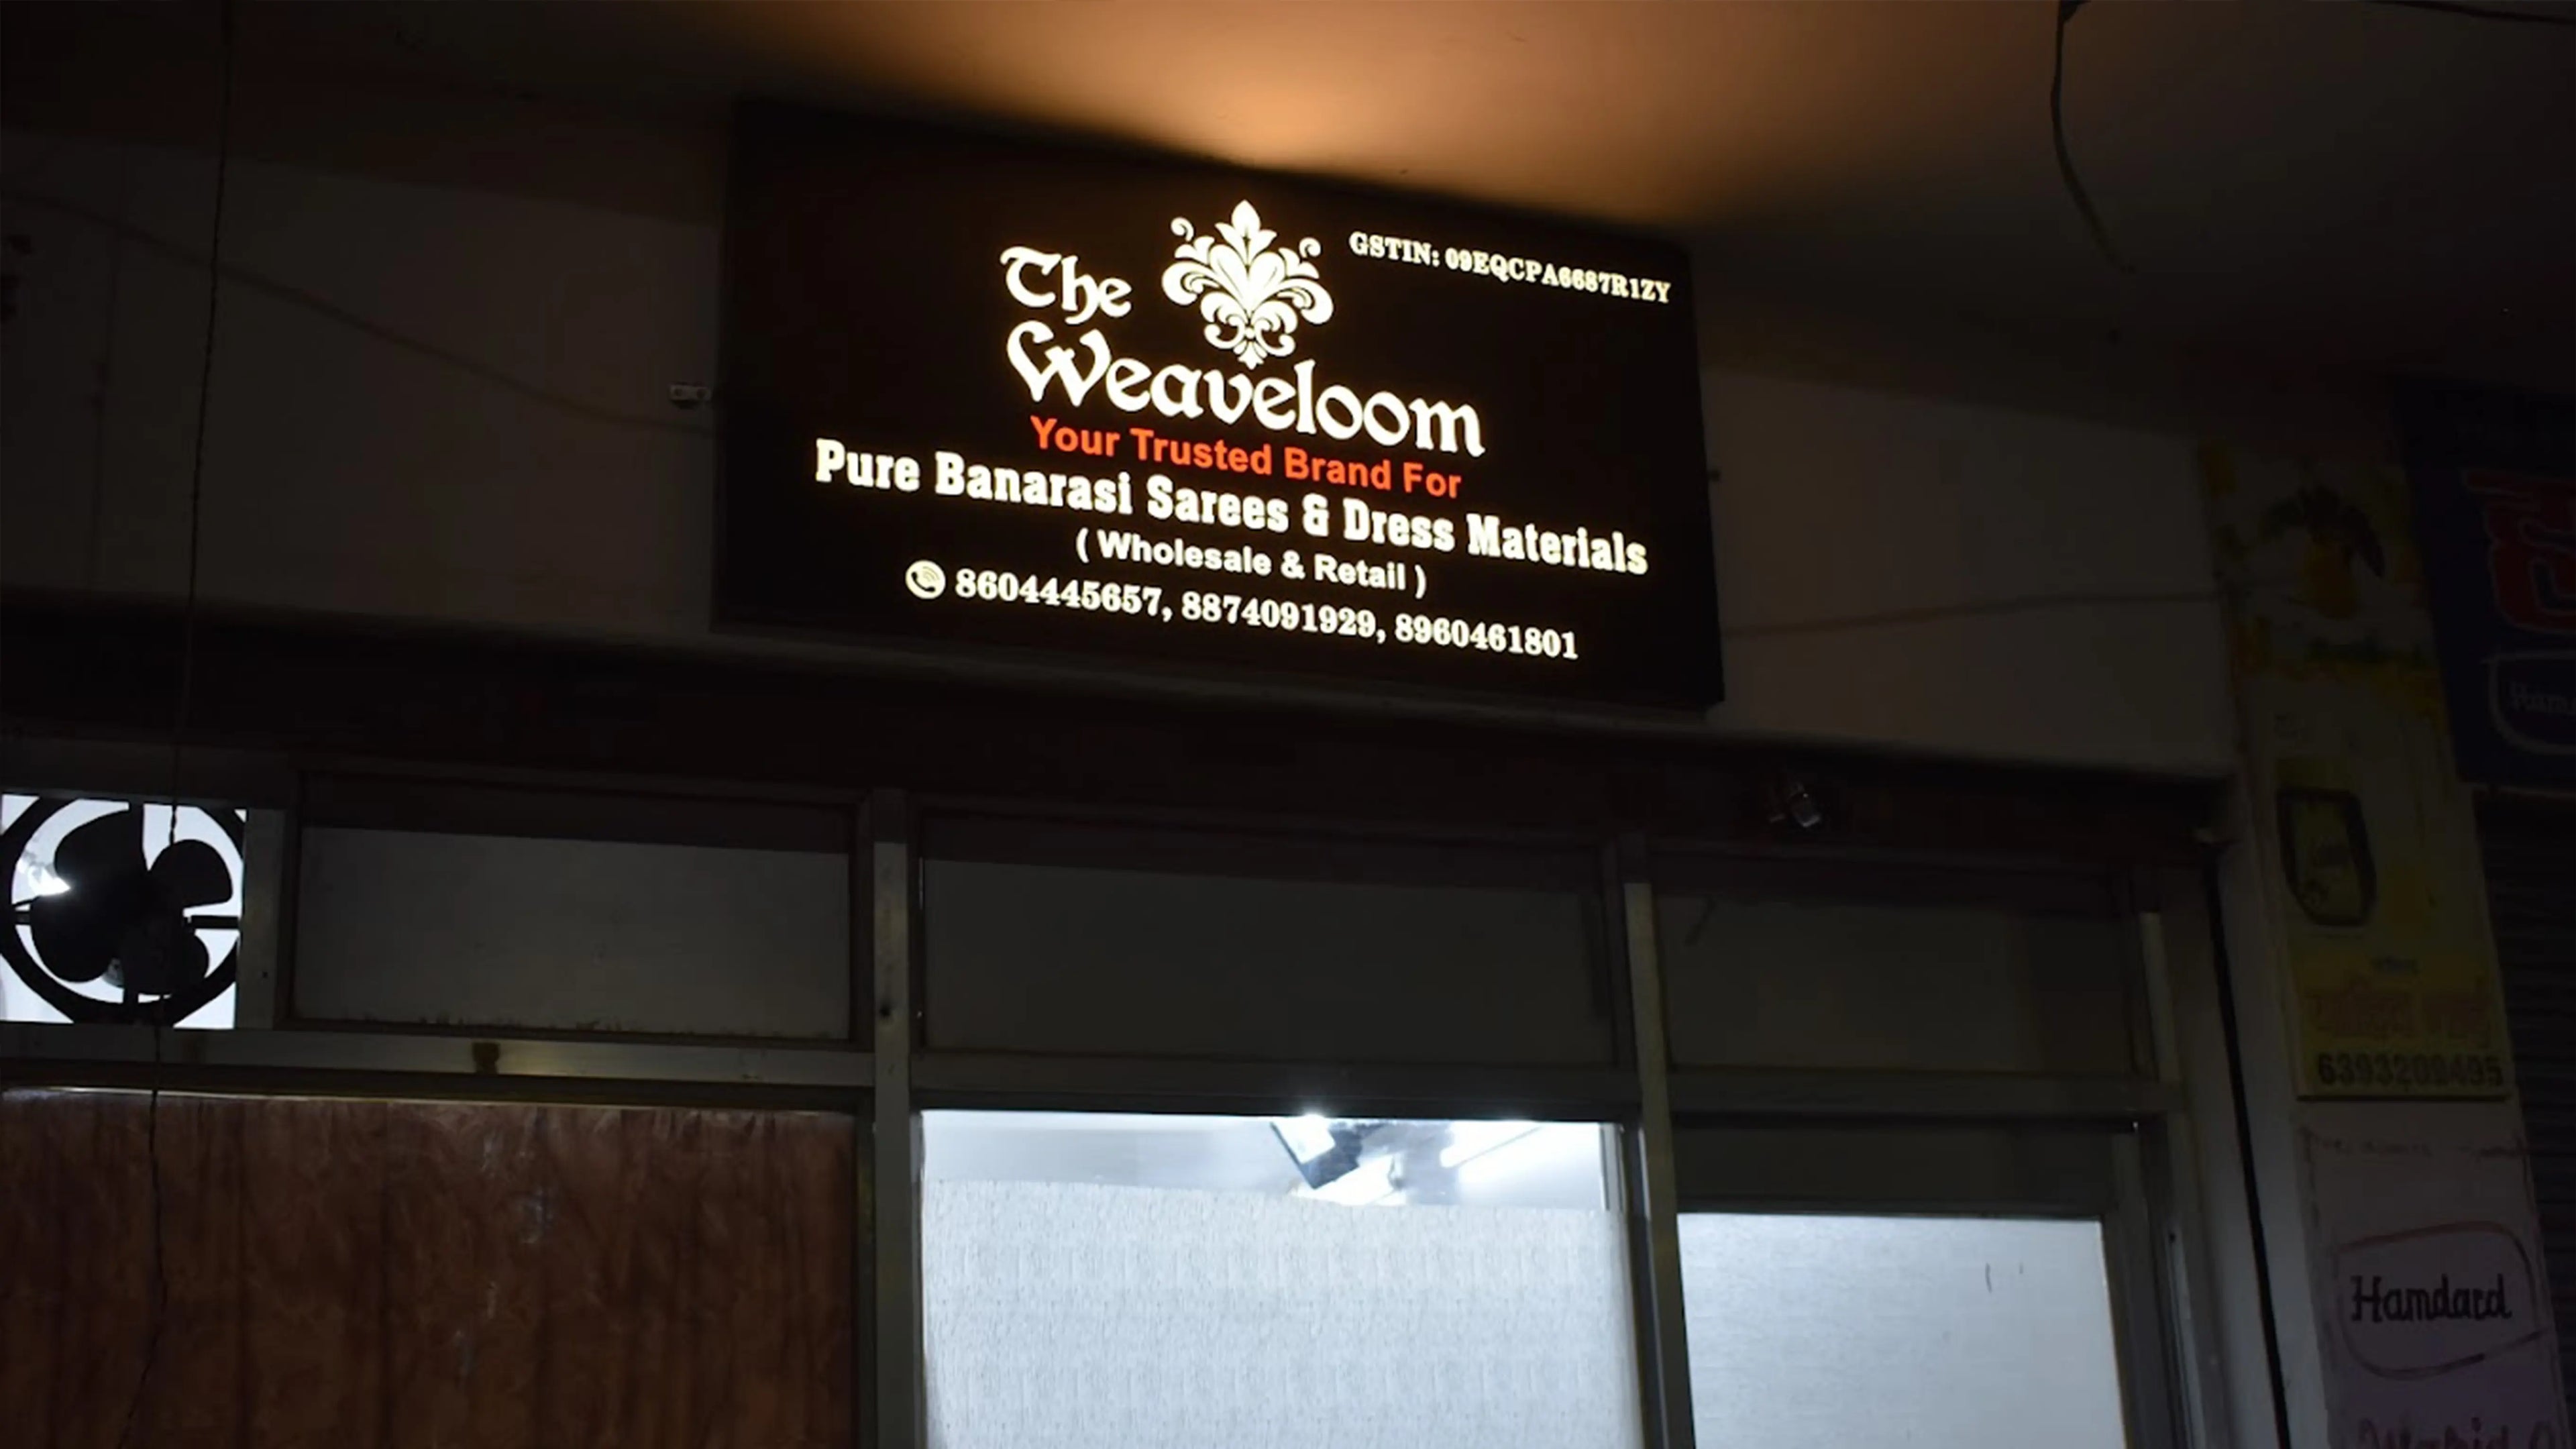 The
GSTIN: 09EQCPA6687R1ZY
Weaveloom
Your Trusted Brand For
Pure Banarasi Sarees & Dress Materials
( Wholesale & Retail )
8604445657, 8874091929, 8960461801
6393209495
Hamdard